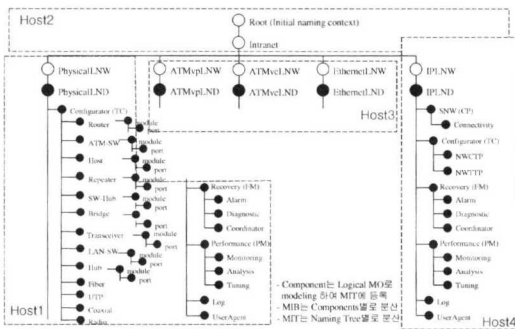 Host2
Root (Initial naming context)
Intranet
PhysicalLNW
ATMvpLNW
ATMvcLNW
EthernetLNW
IPLNW
PhysicalLND
ATMvpLND
ATMvcLND
EthernetLND
IPLND
Host3
Configurator (TC)
Router
module
port
ATM-SW
module
port
Host
module
port
Repeater
module
port
SW-Hub
module
port
Bridge
module
port
Transceiver
module
port
LAN-SW
module
port
Hub
module
port
Fiber
UTP
Coaxial
Radio
Host1
Recovery (FM)
Alarm
Diagnostic
Coordinator
Performance (PM)
Monitoring
Analysis
Tuning
Log
UserAgent
- Component는 Logical MO로
modeling 하여 MIT에 등록
- MIB는 Components별로 분산
- MIT는 Naming Tree별로 분산
SNW (CP)
Connectivity
Configurator (TC)
NWCTP
NWTTP
Recovery (FM)
Alarm
Diagnostic
Coordinator
Performance (PM)
Monitoring
Analysis
Tuning
Log
UserAgent
Host4